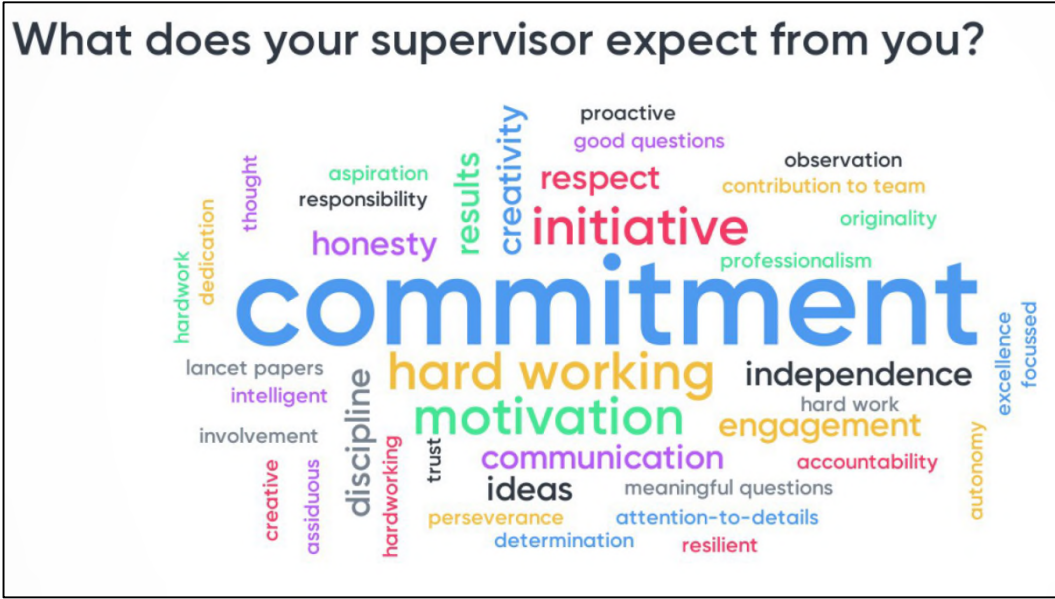 What does your supervisor expect from you?
proactive
good questions
creativity
results
thought
aspiration
responsibility
respect
observation
contribution to team
originality
initiative
honesty
dedication
hardwork
professionalism
commitment
excellence
focussed
lancet papers
intelligent
hard working
independence
hard work
motivation
engagement
discipline
involvement
trust
communication
accountability
autonomy
creative
assiduous
hardworking
ideas
meaningful questions
perseverance
attention-to-details
determination
resilient